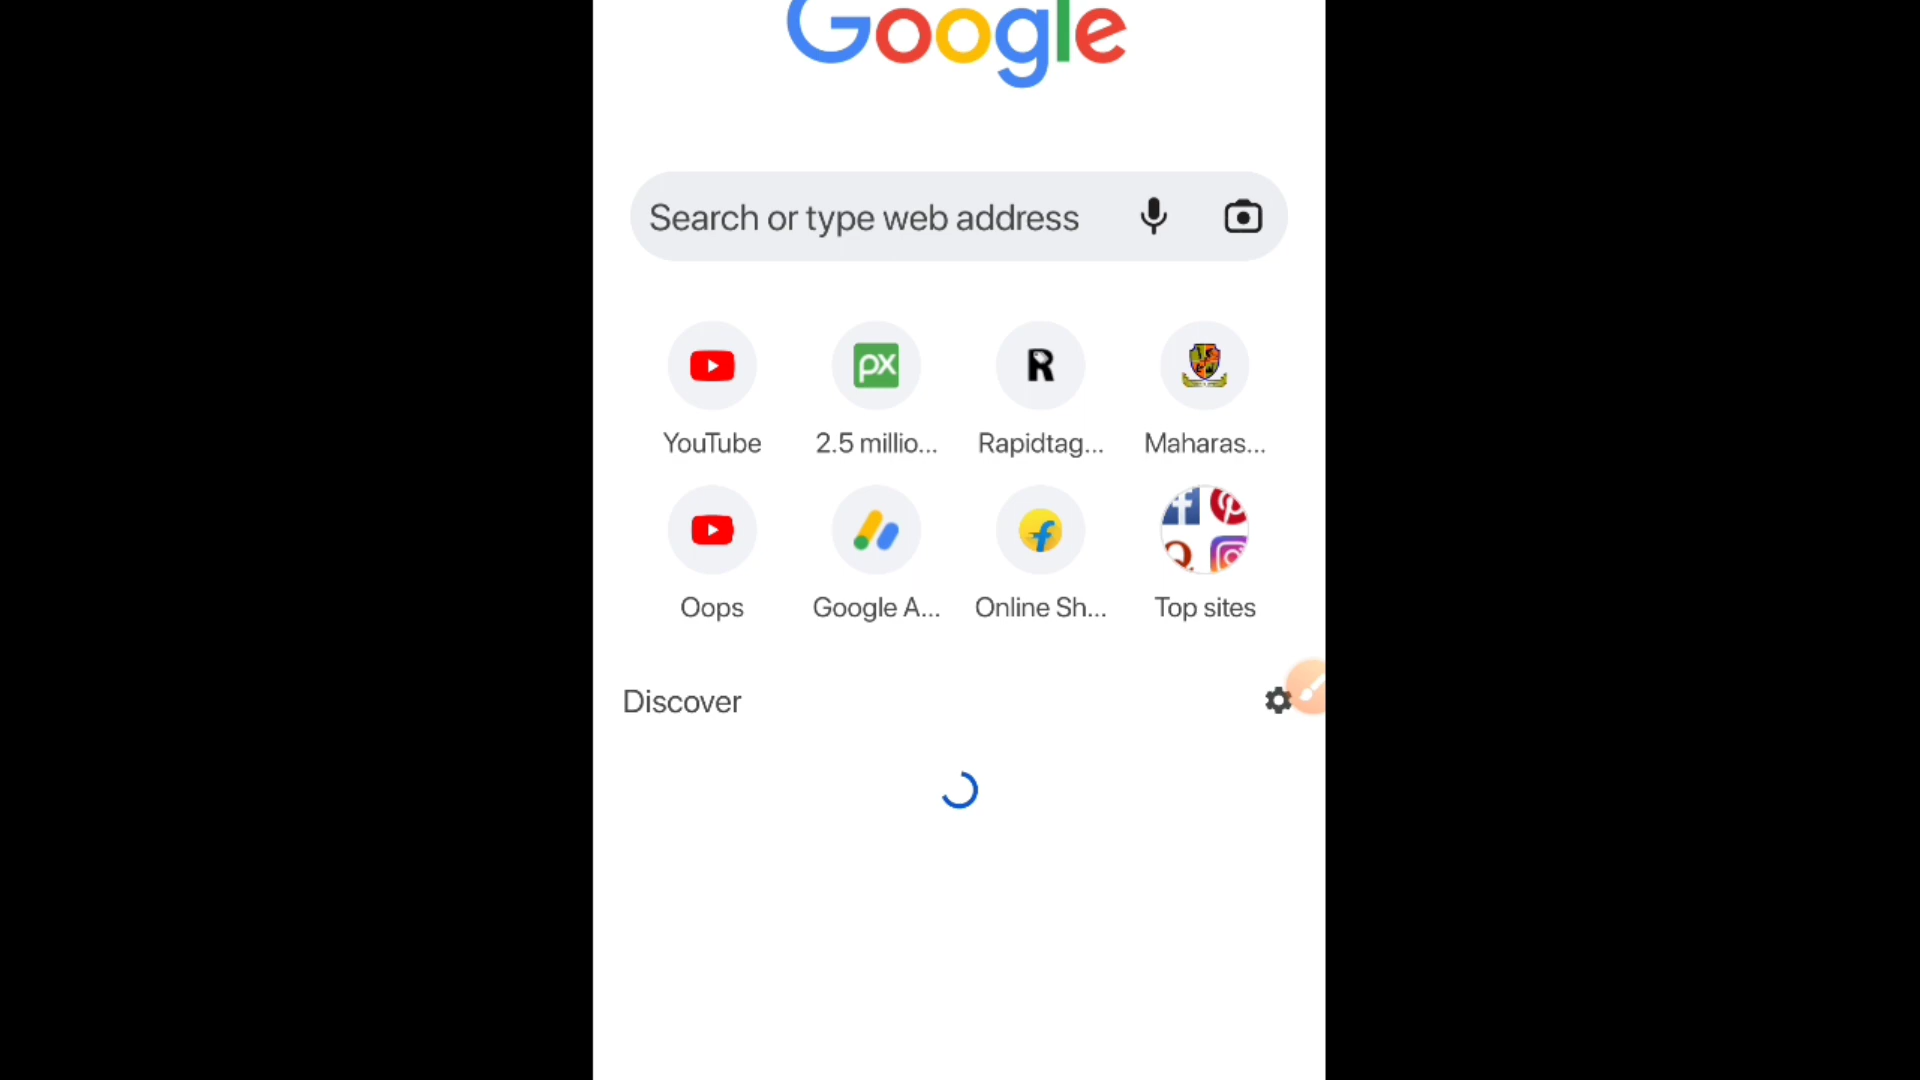 Google
Search or type web address
px
R
YouTube
2.5 millio...
Rapidtag...
Maharas...
f
Oops
Google A...
Online Sh...
Top sites
Discover